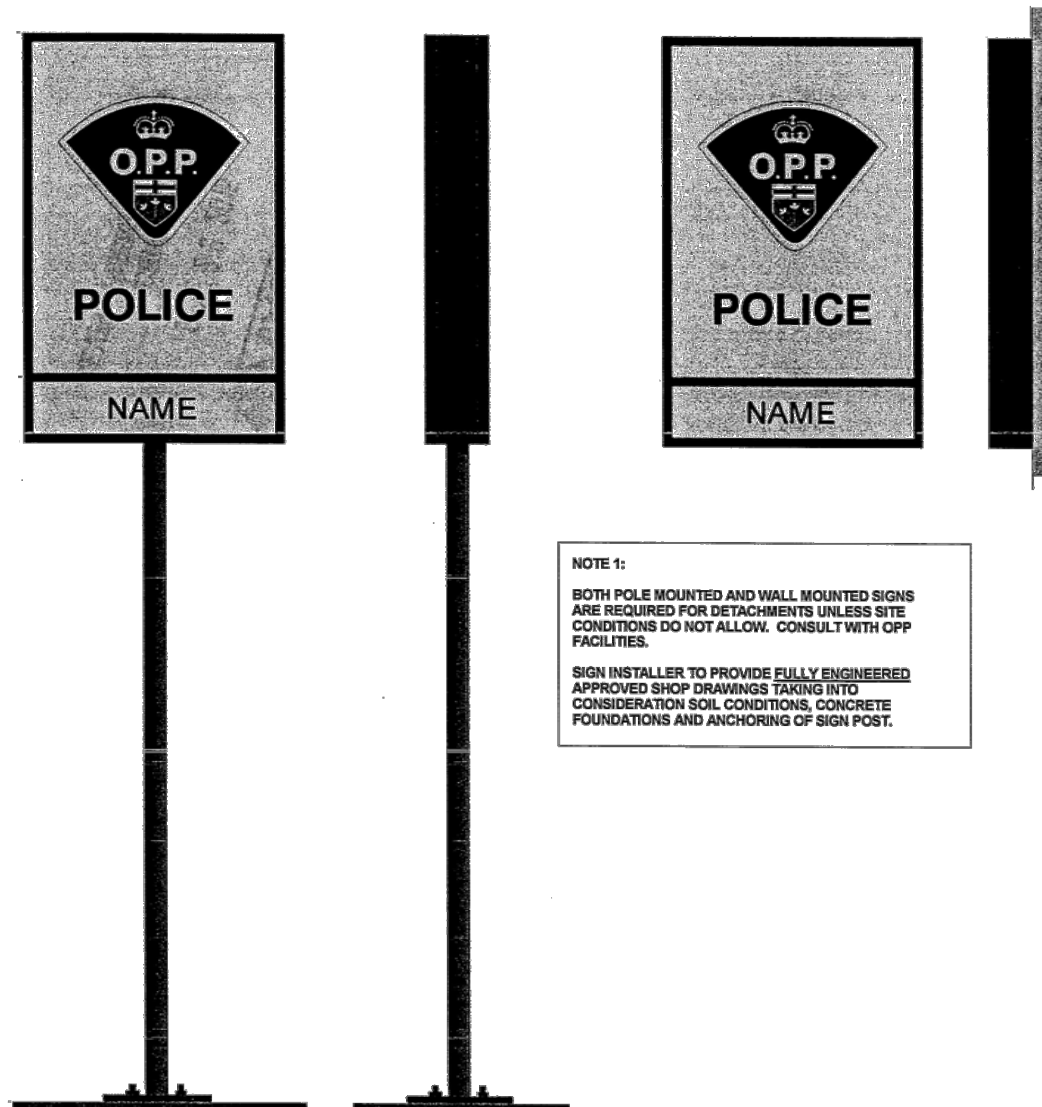 O.P.P.
POLICE
NAME
O.P.P.
POLICE
NAME
NOTE 1:
BOTH POLE MOUNTED AND WALL MOUNTED SIGNS
ARE REQUIRED FOR DETACHMENTS UNLESS SITE
CONDITIONS DO NOT ALLOW. CONSULT WITH OPP
FACILITIES.
SIGN INSTALLER TO PROVIDE FULLY ENGINEERED
APPROVED SHOP DRAWINGS TAKING INTO
CONSIDERATION SOIL CONDITIONS, CONCRETE
FOUNDATIONS AND ANCHORING OF SIGN POST.